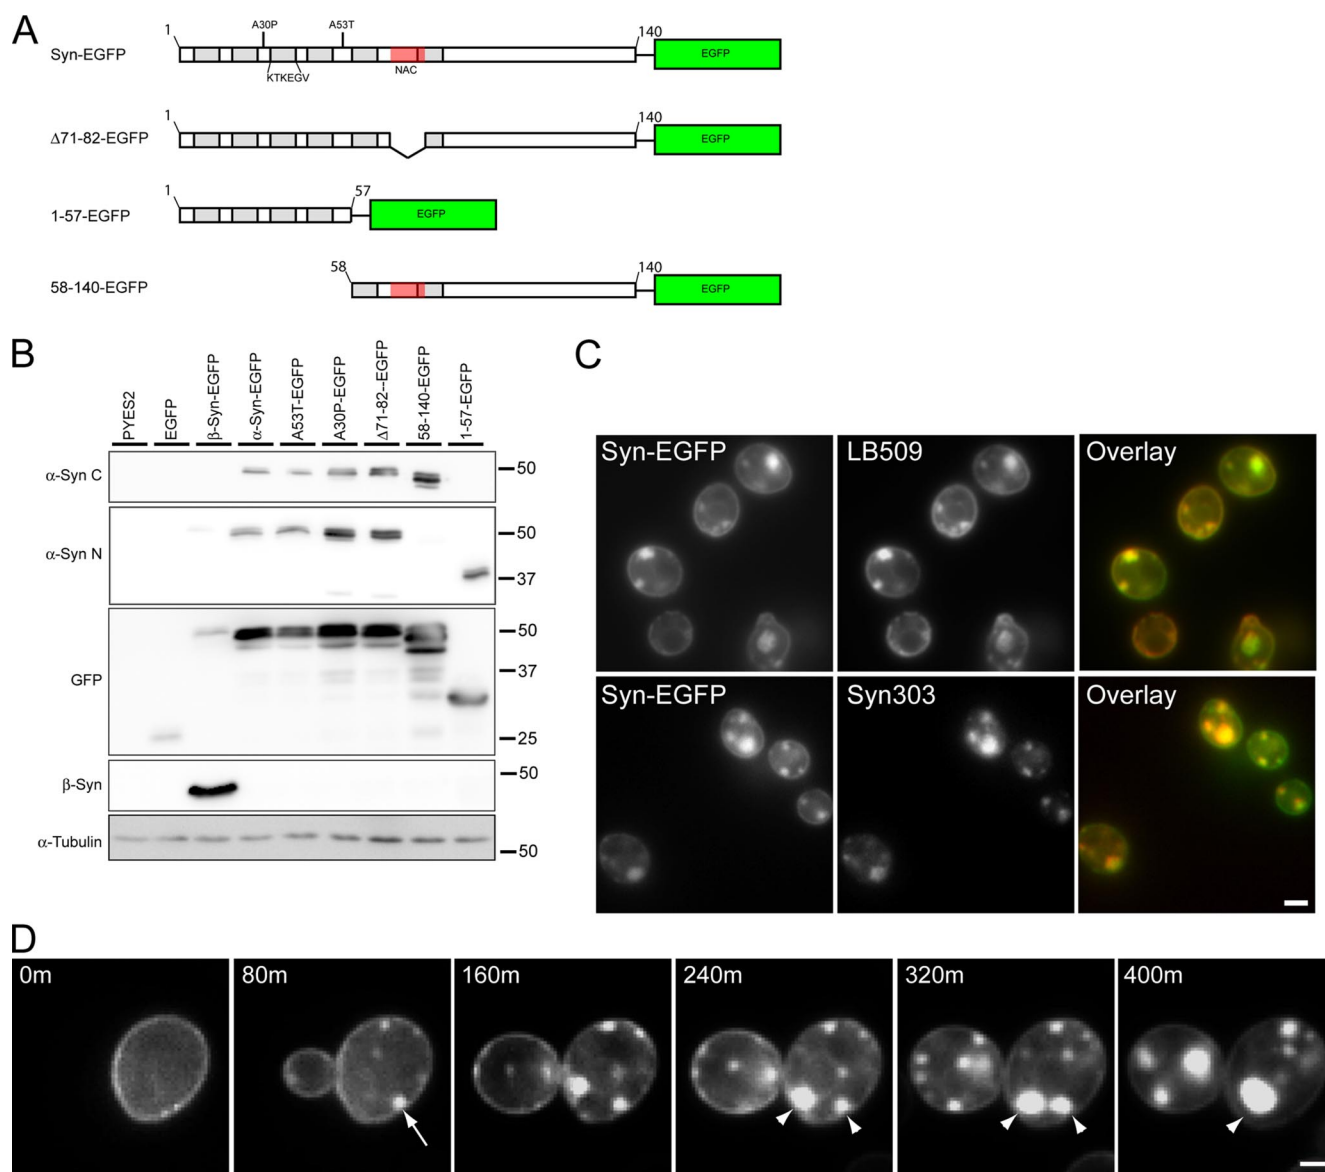 A
1
A30P
A53T
140
Syn-EGFP
EGFP
KTKEGV
NAC
1
140
Δ71-82-EGFP
EGFP
1
57
1-57-EGFP
EGFP
58
140
58-140-EGFP
EGFP
B
PYES2
EGFP
β-Syn-EGFP
α-Syn-EGFP
A53T-EGFP
A30P-EGFP
Δ71-82--EGFP
58-140-EGFP
1-57-EGFP
α-Syn C
50
α-Syn N
50
37
GFP
50
37
25
β-Syn
50
α-Tubulin
50
C
Syn-EGFP
LB509
Overlay
Syn-EGFP
Syn303
Overlay
D
0m
80m
160m
240m
320m
400m